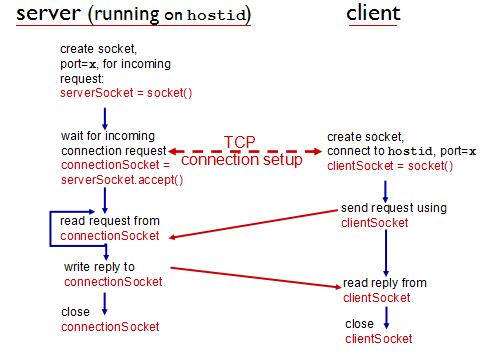 server (running on hostid)
client
create socket,
port=x, for incoming
request:
serverSocket = socket()
wait for incoming
connection request
connectionSocket =
serverSocket.accept()
TCP
connection setup
create socket,
connect to hostid, port=x
clientSocket = socket()
read request from
connectionSocket
send request using
clientSocket
write reply to
connectionSocket
read reply from
clientSocket
close
connectionSocket
close
clientSocket